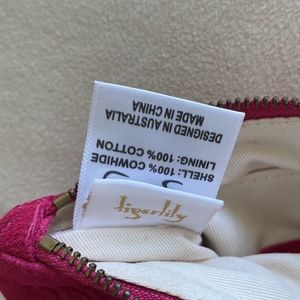 DESIGNED IN AUSTRALIA
MADE IN CHINA
LINING: 100% COTTON
SHELL: 100% COWHIDE
tigerlily